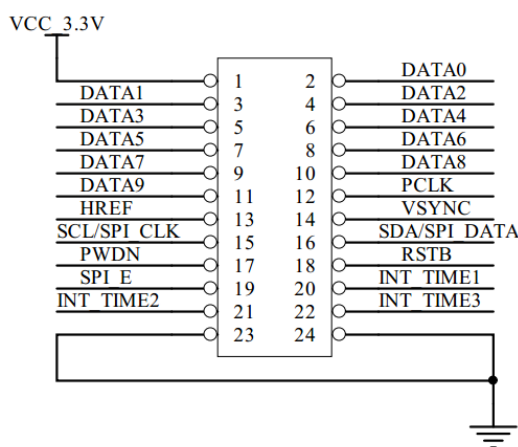 VCC_3.3V
1 2 DATA0
DATA1 3 4 DATA2
DATA3 5 6 DATA4
DATA5 7 8 DATA6
DATA7 9 10 DATA8
DATA9 11 12 PCLK
HREF 13 14 VSYNC
SCL/SPI_CLK 15 16 SDA/SPI_DATA
PWDN 17 18 RSTB
SPI_E 19 20 INT_TIME1
INT_TIME2 21 22 INT_TIME3
23 24